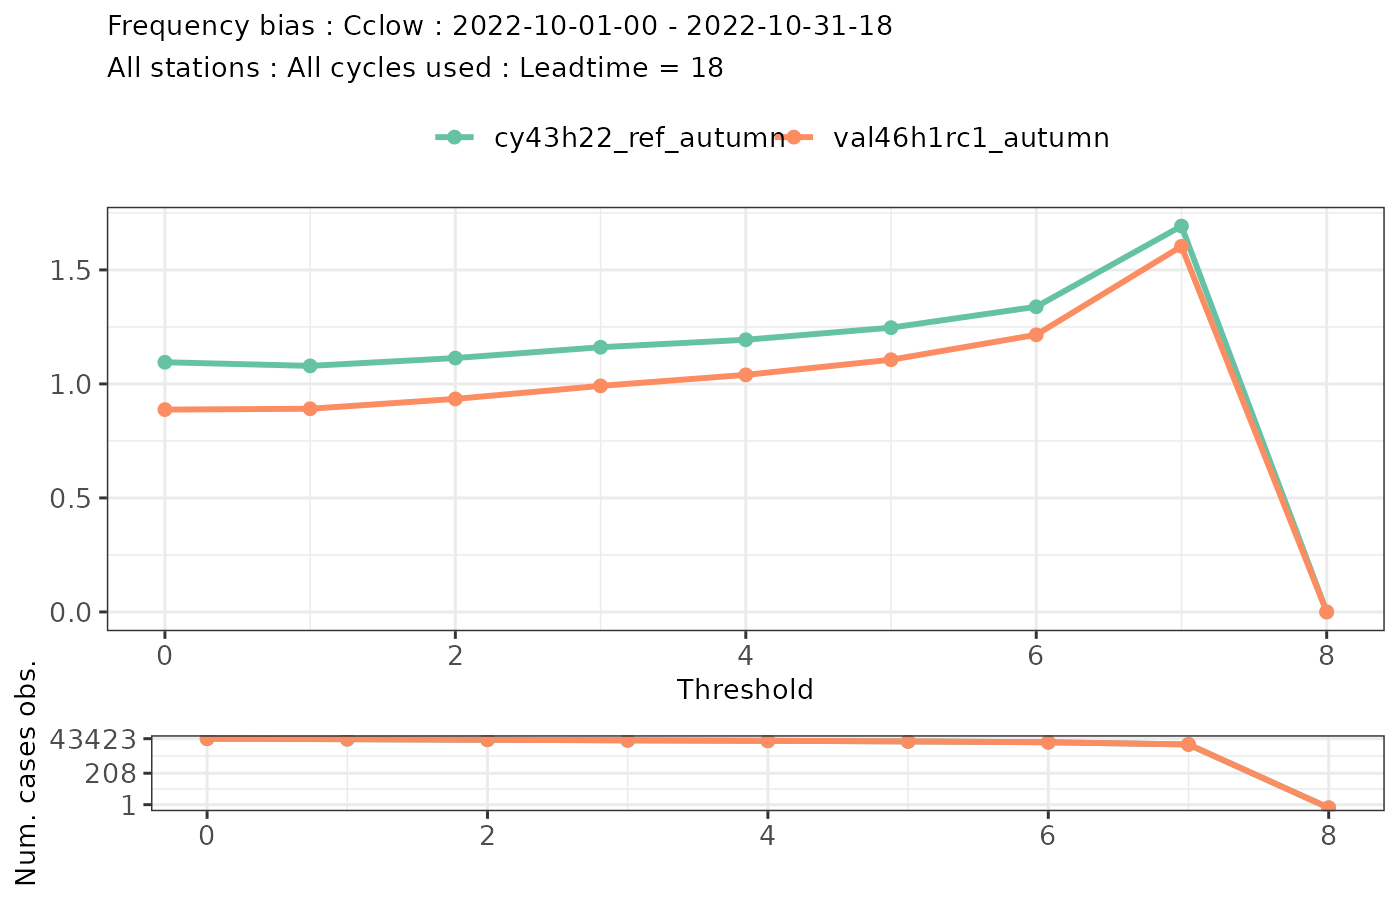 Frequency bias : Cclow : 2022-10-01-00 - 2022-10-31-18
All stations : All cycles used : Leadtime = 18
cy43h22_ref_autumn val46h1rc1_autumn
1.5
1.0
0.5
0.0
0 2 4 6 8
Threshold
Num. cases obs.
43423
208
1
0 2 4 6 8